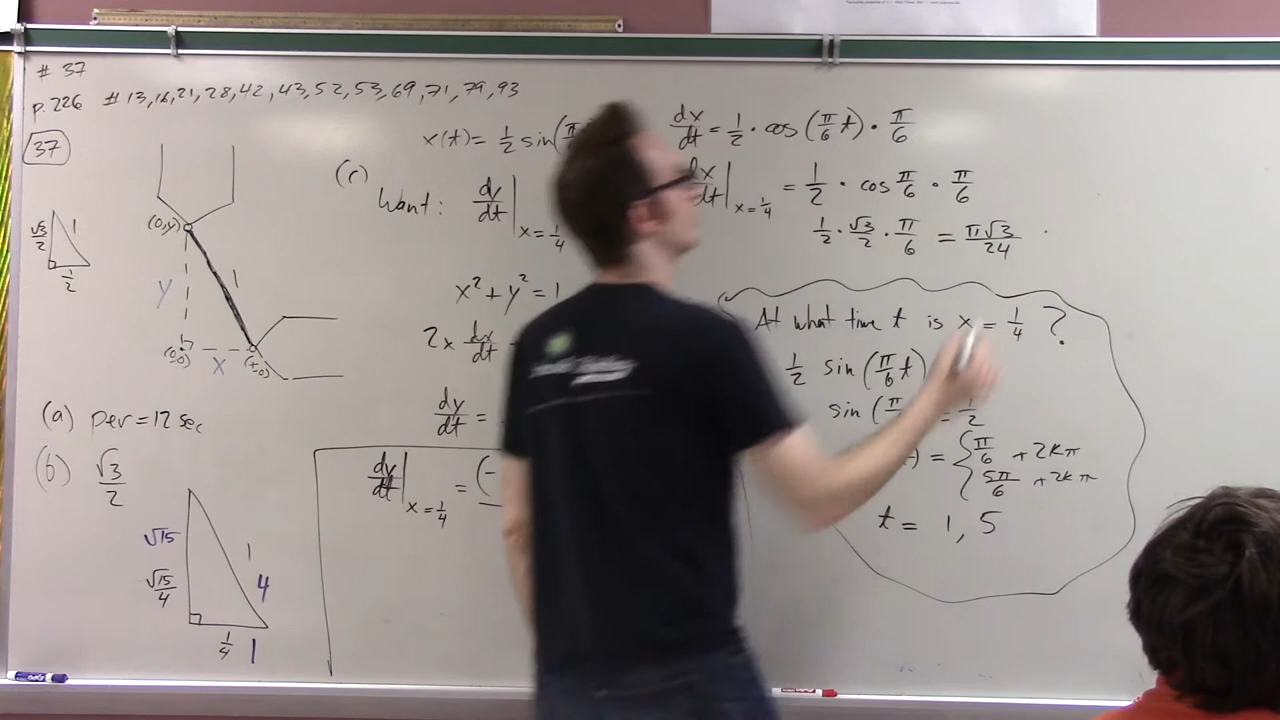 # 37
p. 226 # 13, 16, 21, 28, 42, 43, 52, 53, 69, 71, 79, 93
37
√3/2
1
1/2
(0,y)
1
y
(0,0)
x
(a) per = 12 sec
(b) √3/2
√15
√15/4
1
4
1/4
1
x(t) = 1/2 sin(π
(c)
Want: dy/dt |x=1/4
x² + y² = 1
2x dx/dt
dy/dt =
dy/dt |x=1/4 = (-
dx/dt = 1/2 · cos(π/6 t) · π/6
dx/dt |x=1/4 = 1/2 · cos π/6 · π/6
1/2 · √3/2 · π/6 = π√3/24
At what time t is x = 1/4 ?
1/2 sin(π/6 t)
sin(π = 1/2
) = { π/6 + 2kπ
5π/6 + 2kπ
t = 1, 5